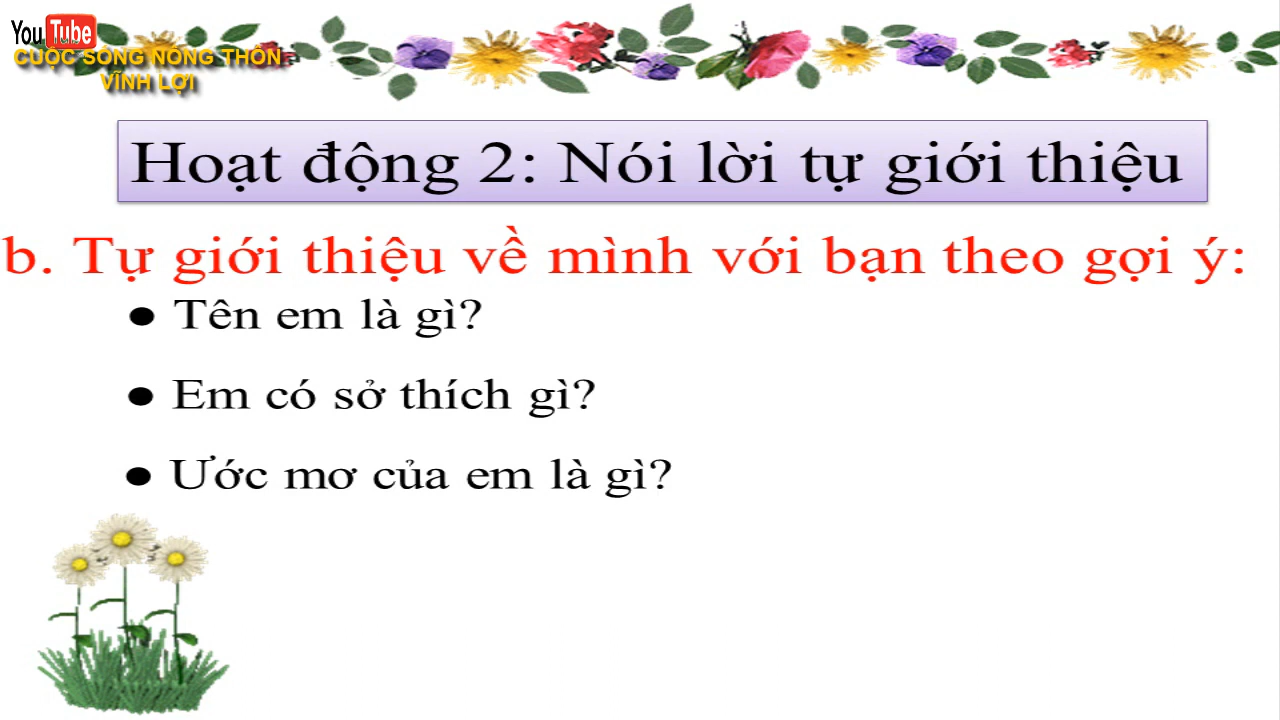 YouTube
CUỘC SỐNG NÔNG THÔN
VĨNH LỢI
Hoạt động 2: Nói lời tự giới thiệu
b. Tự giới thiệu về mình với bạn theo gợi ý:
● Tên em là gì?
● Em có sở thích gì?
● Ước mơ của em là gì?